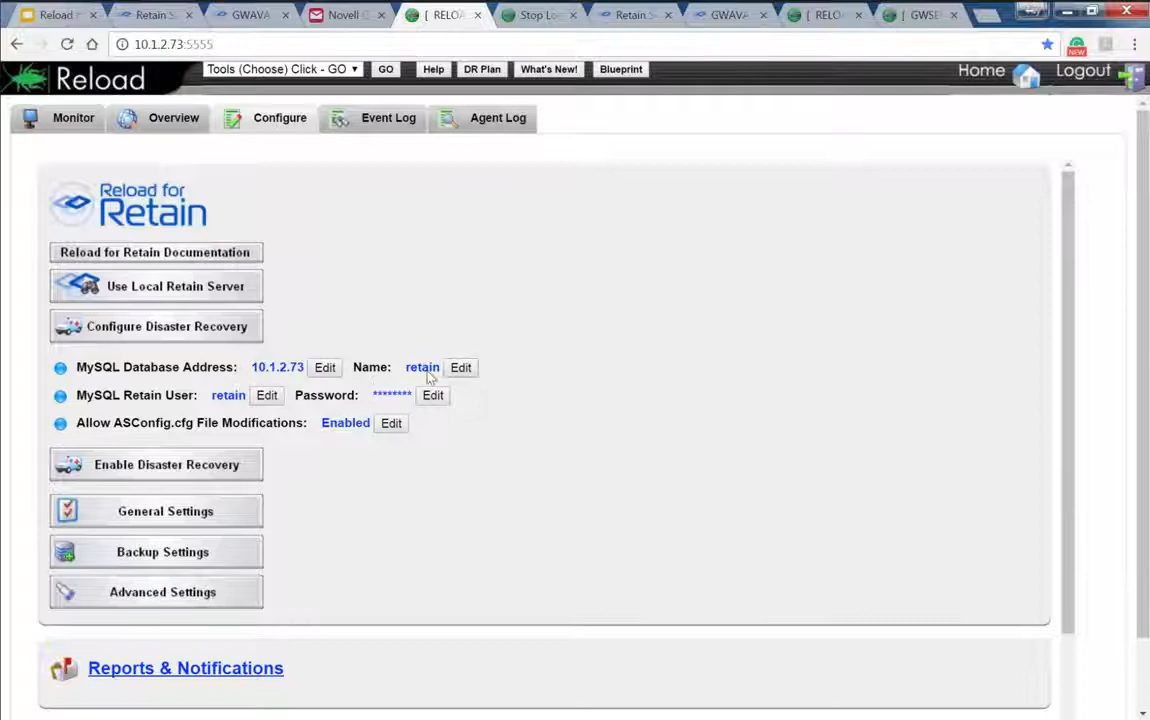 Reload f
Retain S
GWAVA
Novell C
[ RELOA
Stop Lo
Retain S
GWAVA
[ RELO
[ GWSE
10.1.2.73:5555
NEW
Reload
Tools (Choose) Click - GO
GO
Help
DR Plan
What's New!
Blueprint
Home
Logout
Monitor
Overview
Configure
Event Log
Agent Log
Reload for
Retain
Reload for Retain Documentation
Use Local Retain Server
Configure Disaster Recovery
MySQL Database Address: 10.1.2.73 Edit Name: retain Edit
MySQL Retain User: retain Edit Password: ******** Edit
Allow ASConfig.cfg File Modifications: Enabled Edit
Enable Disaster Recovery
General Settings
Backup Settings
Advanced Settings
Reports & Notifications